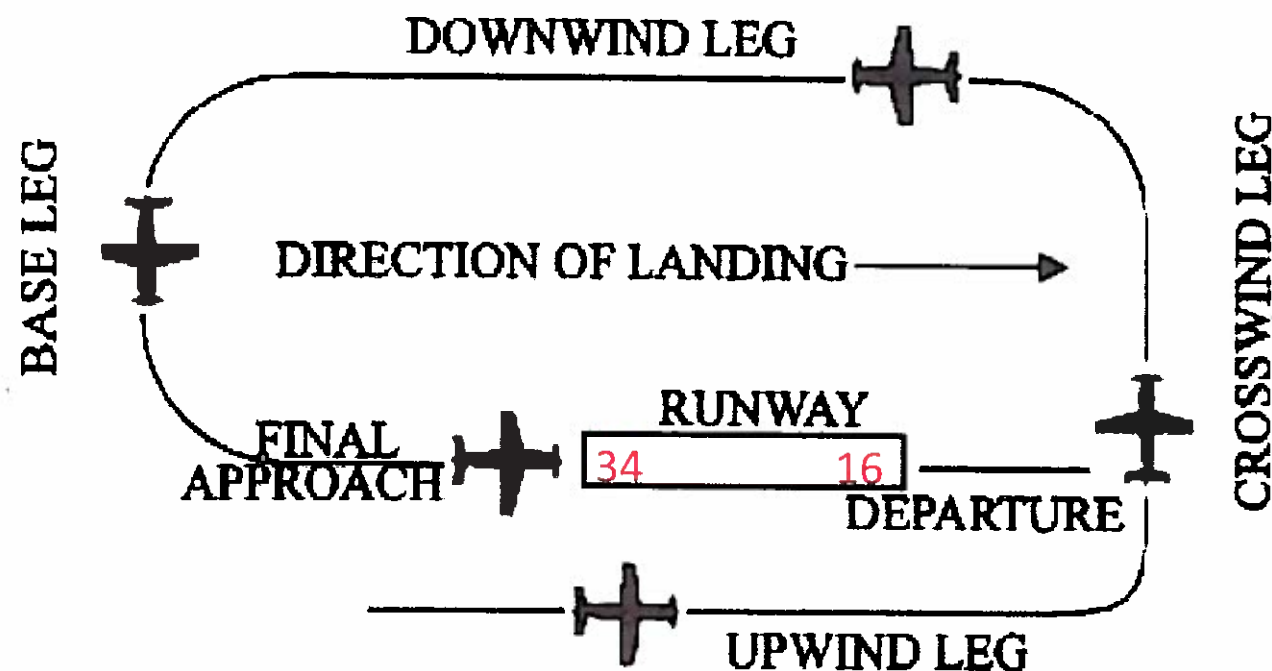 DOWNWIND LEG
BASE LEG
CROSSWIND LEG
DIRECTION OF LANDING
RUNWAY
FINAL
APPROACH
34
16
DEPARTURE
UPWIND LEG